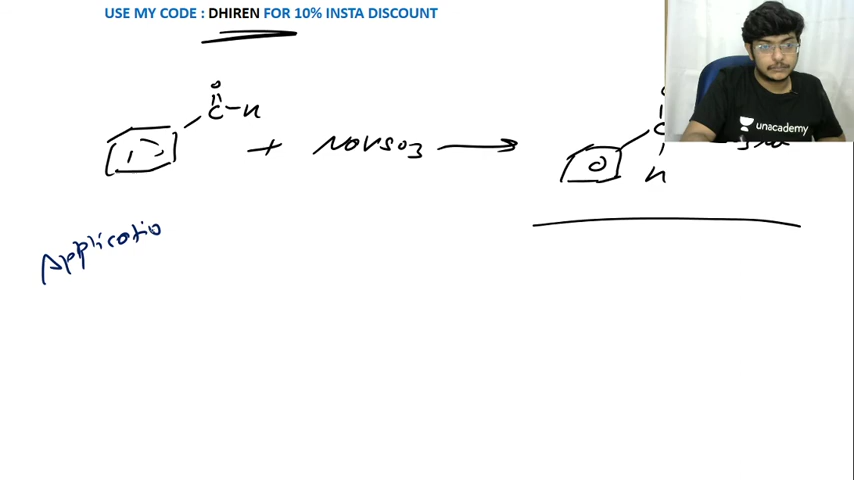 USE MY CODE : DHIREN FOR 10% INSTA DISCOUNT
O
C-H
+ NaHSO3
C
H
unacademy
Applicatio